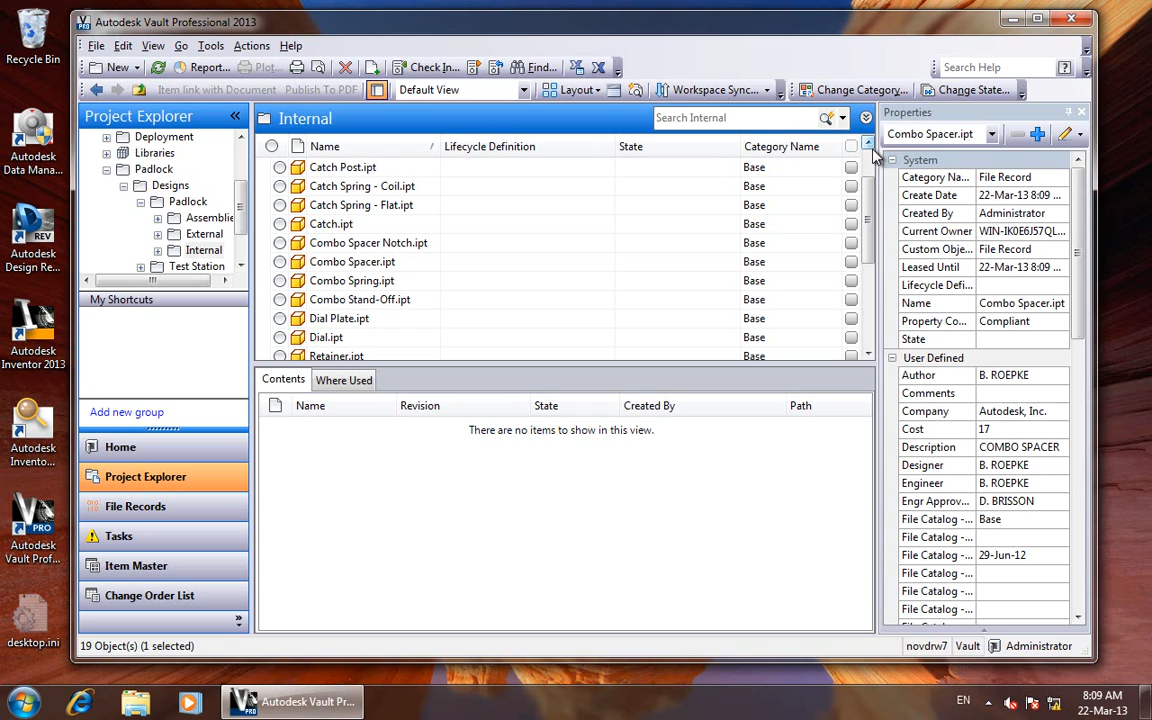 Recycle Bin
Autodesk
Data Mana...
Autodesk
Design Re...
Autodesk
Inventor 2013
Autodesk
Invento...
Autodesk
Vault Prof...
desktop.ini
Autodesk Vault Professional 2013
File Edit View Go Tools Actions Help
New Report... Plot... Check In... Find... Search Help
Item link with Document Publish To PDF Default View Layout Workspace Sync... Change Category... Change State...
Project Explorer
Deployment
Libraries
Padlock
Designs
Padlock
Assemblie
External
Internal
Test Station
My Shortcuts
Add new group
Home
Project Explorer
File Records
Tasks
Item Master
Change Order List
Internal Search Internal
Name Lifecycle Definition State Category Name
Catch Post.ipt Base
Catch Spring - Coil.ipt Base
Catch Spring - Flat.ipt Base
Catch.ipt Base
Combo Spacer Notch.ipt Base
Combo Spacer.ipt Base
Combo Spring.ipt Base
Combo Stand-Off.ipt Base
Dial Plate.ipt Base
Dial.ipt Base
Retainer.ipt Base
Contents Where Used
Name Revision State Created By Path
There are no items to show in this view.
Properties
Combo Spacer.ipt
System
Category Na... File Record
Create Date 22-Mar-13 8:09 ...
Created By Administrator
Current Owner WIN-IK0E6J57QL...
Custom Obje... File Record
Leased Until 22-Mar-13 8:09 ...
Lifecycle Defi...
Name Combo Spacer.ipt
Property Co... Compliant
State
User Defined
Author B. ROEPKE
Comments
Company Autodesk, Inc.
Cost 17
Description COMBO SPACER
Designer B. ROEPKE
Engineer B. ROEPKE
Engr Approv... D. BRISSON
File Catalog -... Base
File Catalog -...
File Catalog -... 29-Jun-12
File Catalog -...
File Catalog -...
File Catalog -...
19 Object(s) (1 selected) novdrw7 Vault Administrator
Autodesk Vault Pr... EN 8:09 AM
22-Mar-13